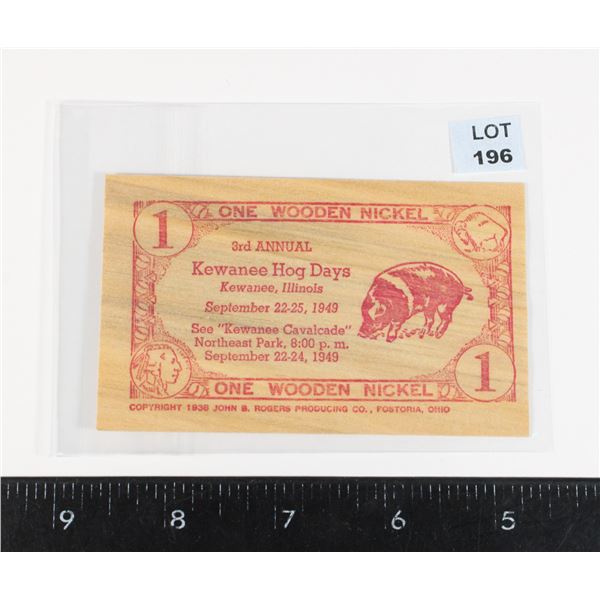 LOT
196
1 ONE WOODEN NICKEL
3rd ANNUAL
Kewanee Hog Days
Kewanee, Illinois
September 22-25, 1949
See "Kewanee Cavalcade"
Northeast Park, 8:00 p. m.
September 22-24, 1949
ONE WOODEN NICKEL 1
COPYRIGHT 1938 JOHN B. ROGERS PRODUCING CO., FOSTORIA, OHIO
9 8 7 6 5